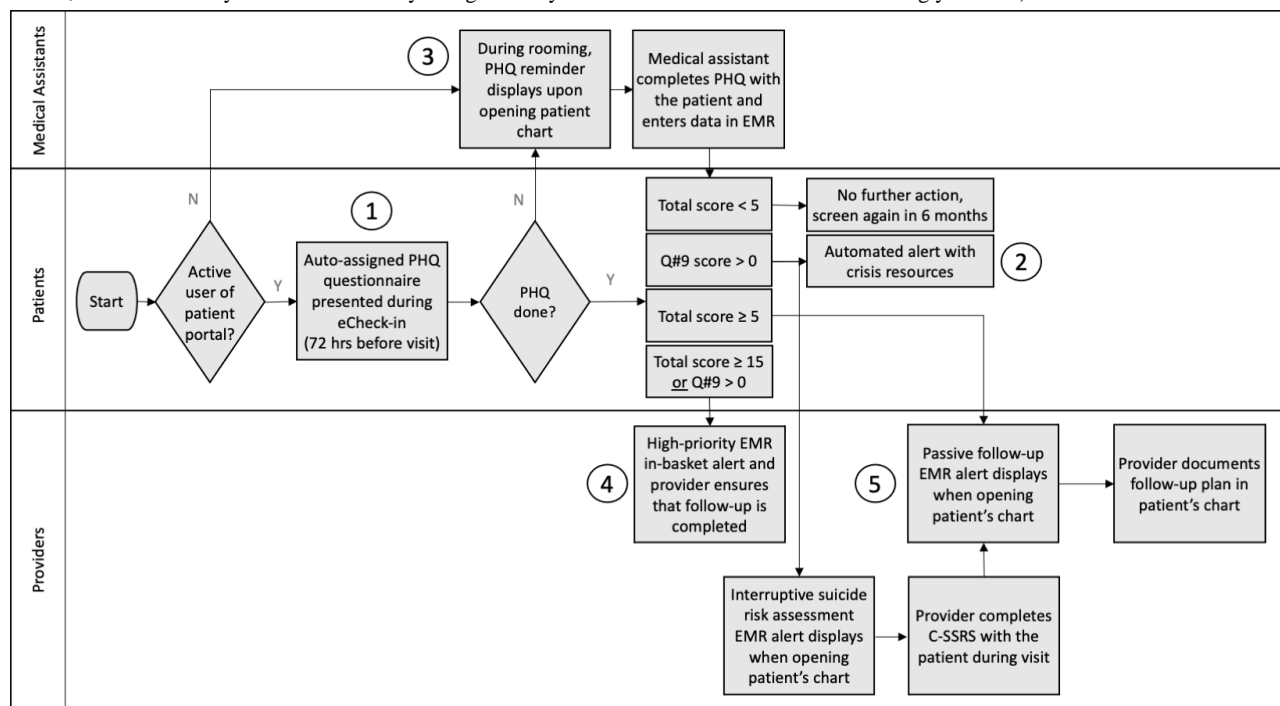 Medical Assistants
3
During rooming,
PHQ reminder
displays upon
opening patient
chart
Medical assistant
completes PHQ with
the patient and
enters data in EMR
Patients
Start
Active
user of
patient
portal?
N
Y
1
Auto-assigned PHQ
questionnaire
presented during
eCheck-in
(72 hrs before visit)
PHQ
done?
N
Y
Total score < 5
No further action,
screen again in 6 months
Q#9 score > 0
Automated alert with
crisis resources
2
Total score ≥ 5
Total score ≥ 15
or Q#9 > 0
Providers
4
High-priority EMR
in-basket alert and
provider ensures
that follow-up is
completed
5
Passive follow-up
EMR alert displays
when opening
patient's chart
Provider documents
follow-up plan in
patient's chart
Interruptive suicide
risk assessment
EMR alert displays
when opening
patient's chart
Provider completes
C-SSRS with the
patient during visit